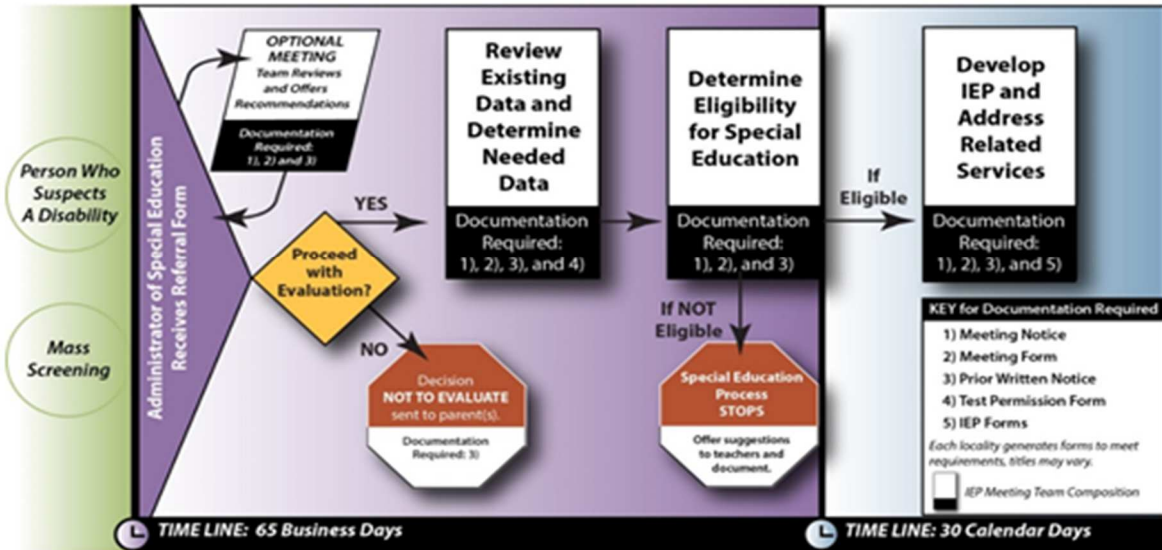 Person Who
Suspects
A Disability
Mass
Screening
Administrator of Special Education
Receives Referral Form
OPTIONAL
MEETING
Team Reviews
and Offers
Recommendations
Documentation
Required:
1), 2) and 3)
Proceed
with
Evaluation?
YES
NO
Decision
NOT TO EVALUATE
sent to parent(s).
Documentation
Required: 3)
Review
Existing
Data and
Determine
Needed
Data
Documentation
Required:
1), 2), 3), and 4)
Determine
Eligibility
for Special
Education
Documentation
Required:
1), 2), and 3)
If NOT
Eligible
Special Education
Process
STOPS
Offer suggestions
to teachers and
document.
If
Eligible
Develop
IEP and
Address
Related
Services
Documentation
Required:
1), 2), 3), and 5)
KEY for Documentation Required
1) Meeting Notice
2) Meeting Form
3) Prior Written Notice
4) Test Permission Form
5) IEP Forms
Each locality generates forms to meet
requirements, titles may vary.
IEP Meeting Team Composition
TIME LINE: 65 Business Days
TIME LINE: 30 Calendar Days